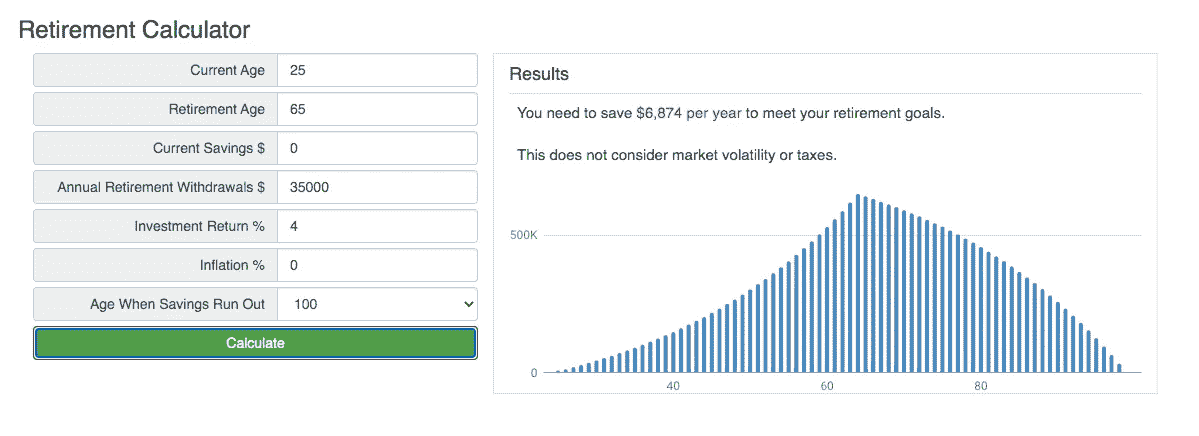 Retirement Calculator
Current Age 25
Retirement Age 65
Current Savings $ 0
Annual Retirement Withdrawals $ 35000
Investment Return % 4
Inflation % 0
Age When Savings Run Out 100
Calculate
Results
You need to save $6,874 per year to meet your retirement goals.
This does not consider market volatility or taxes.
500K
0
40 60 80